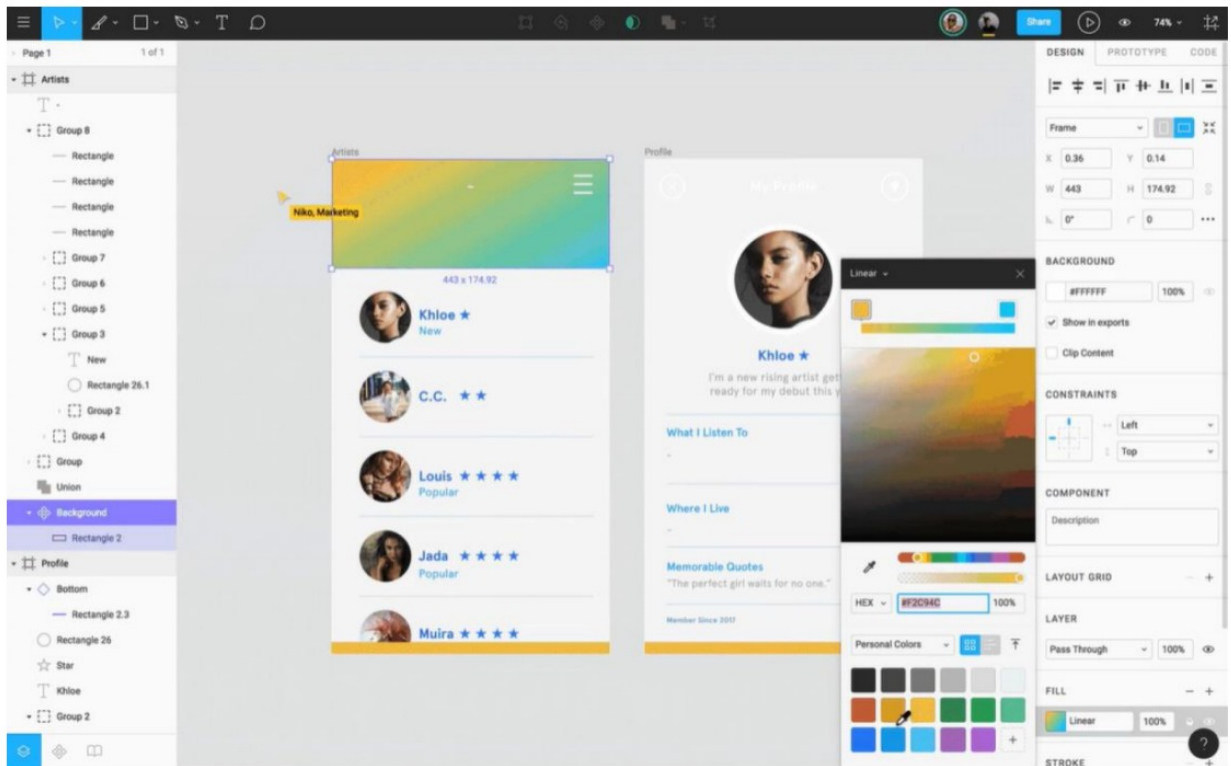 Share
74%
Page 1
1 of 1
Artists
-
Group 8
Rectangle
Rectangle
Rectangle
Rectangle
Group 7
Group 6
Group 5
Group 3
New
Rectangle 26.1
Group 2
Group 4
Group
Union
Background
Rectangle 2
Profile
Bottom
Rectangle 2.3
Rectangle 26
Star
Khloe
Group 2
Artists
-
Niko, Marketing
443 x 174.92
Khloe ★
New
C.C. ★ ★
Louis ★ ★ ★ ★
Popular
Jada ★ ★ ★ ★
Popular
Muira ★ ★ ★ ★
Profile
My Profile
Khloe ★
I'm a new rising artist get
ready for my debut this y
What I Listen To
-
Where I Live
-
Memorable Quotes
"The perfect girl waits for no one."
Member Since 2017
Linear
HEX #F2C94C 100%
Personal Colors
DESIGN PROTOTYPE CODE
Frame
X 0.36 Y 0.14
W 443 H 174.92
0° 0
BACKGROUND
#FFFFFF 100%
Show in exports
Clip Content
CONSTRAINTS
Left
Top
COMPONENT
Description
LAYOUT GRID
LAYER
Pass Through 100%
FILL
Linear 100%
?
STROKE